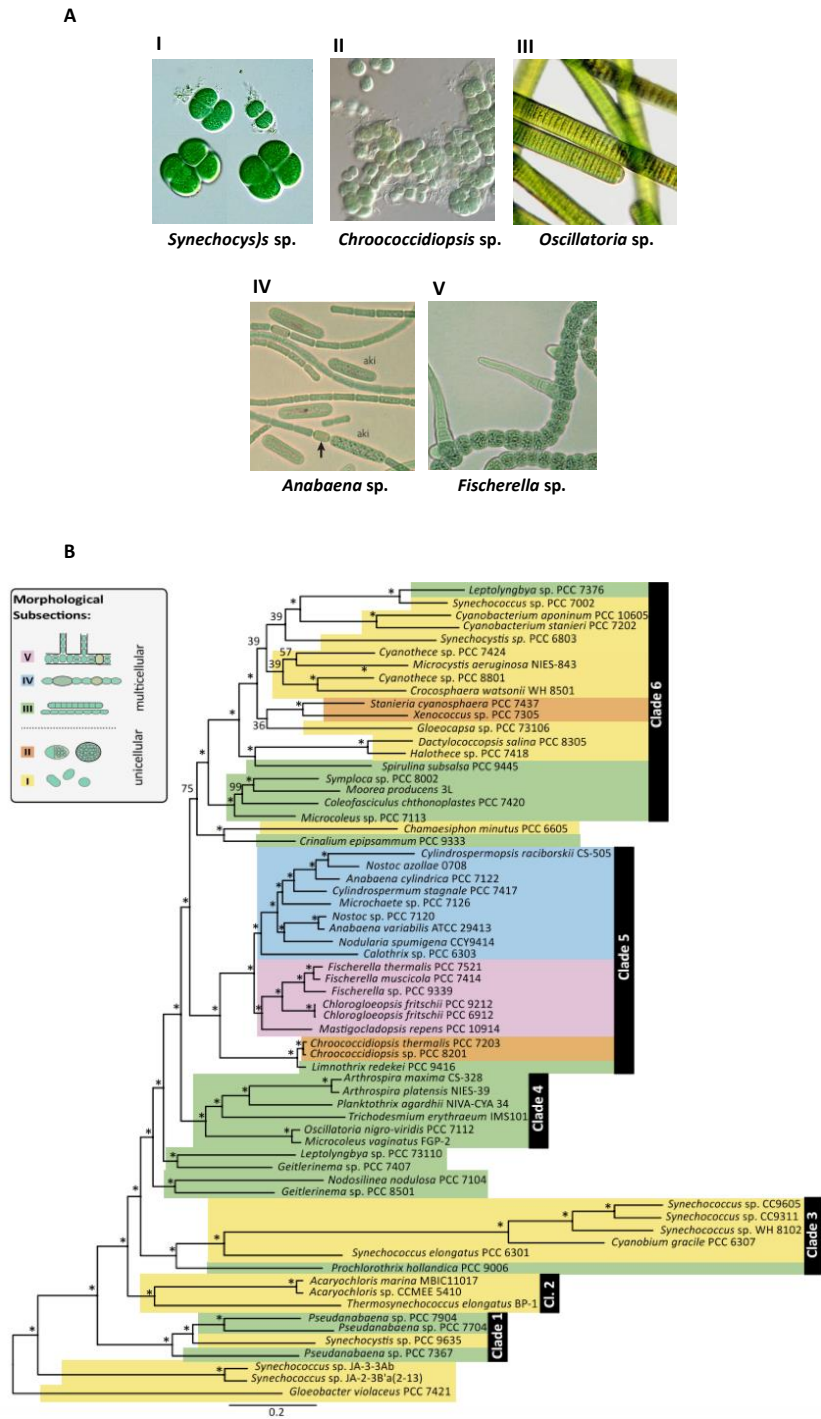 A
I
II
III
Synechocys)s sp.
Chroococcidiopsis sp.
Oscillatoria sp.
IV
V
aki
aki
Anabaena sp.
Fischerella sp.
B
Morphological
Subsections:
V
IV
III
II
I
multicellular
unicellular
Leptolyngbya sp. PCC 7376
Synechococcus sp. PCC 7002
Cyanobacterium aponinum PCC 10605
Cyanobacterium stanieri PCC 7202
Synechocystis sp. PCC 6803
Cyanothece sp. PCC 7424
Microcystis aeruginosa NIES-843
Cyanothece sp. PCC 8801
Crocosphaera watsonii WH 8501
Stanieria cyanosphaera PCC 7437
Xenococcus sp. PCC 7305
Gloeocapsa sp. PCC 73106
Dactylococcopsis salina PCC 8305
Halothece sp. PCC 7418
Spirulina subsalsa PCC 9445
Symploca sp. PCC 8002
Moorea producens 3L
Coleofasciculus chthonoplastes PCC 7420
Microcoleus sp. PCC 7113
Chamaesiphon minutus PCC 6605
Crinalium epipsammum PCC 9333
Cylindrospermopsis raciborskii CS-505
Nostoc azollae 0708
Anabaena cylindrica PCC 7122
Cylindrospermum stagnale PCC 7417
Microchaete sp. PCC 7126
Nostoc sp. PCC 7120
Anabaena variabilis ATCC 29413
Nodularia spumigena CCY9414
Calothrix sp. PCC 6303
Fischerella thermalis PCC 7521
Fischerella muscicola PCC 7414
Fischerella sp. PCC 9339
Chlorogloeopsis fritschii PCC 9212
Chlorogloeopsis fritschii PCC 6912
Mastigocladopsis repens PCC 10914
Chroococcidiopsis thermalis PCC 7203
Chroococcidiopsis sp. PCC 8201
Limnothrix redekei PCC 9416
Arthrospira maxima CS-328
Arthrospira platensis NIES-39
Planktothrix agardhii NIVA-CYA 34
Trichodesmium erythraeum IMS101
Oscillatoria nigro-viridis PCC 7112
Microcoleus vaginatus FGP-2
Leptolyngbya sp. PCC 73110
Geitlerinema sp. PCC 7407
Nodosilinea nodulosa PCC 7104
Geitlerinema sp. PCC 8501
Synechococcus sp. CC9605
Synechococcus sp. CC9311
Synechococcus sp. WH 8102
Cyanobium gracile PCC 6307
Synechococcus elongatus PCC 6301
Prochlorothrix hollandica PCC 9006
Acaryochloris marina MBIC11017
Acaryochloris sp. CCMEE 5410
Thermosynechococcus elongatus BP-1
Pseudanabaena sp. PCC 7904
Pseudanabaena sp. PCC 7704
Synechocystis sp. PCC 9635
Pseudanabaena sp. PCC 7367
Synechococcus sp. JA-3-3Ab
Synechococcus sp. JA-2-3B'a(2-13)
Gloeobacter violaceus PCC 7421
39
39
57
39
36
99
75
Clade 6
Clade 5
Clade 4
Clade 3
Cl. 2
Clade 1
0.2